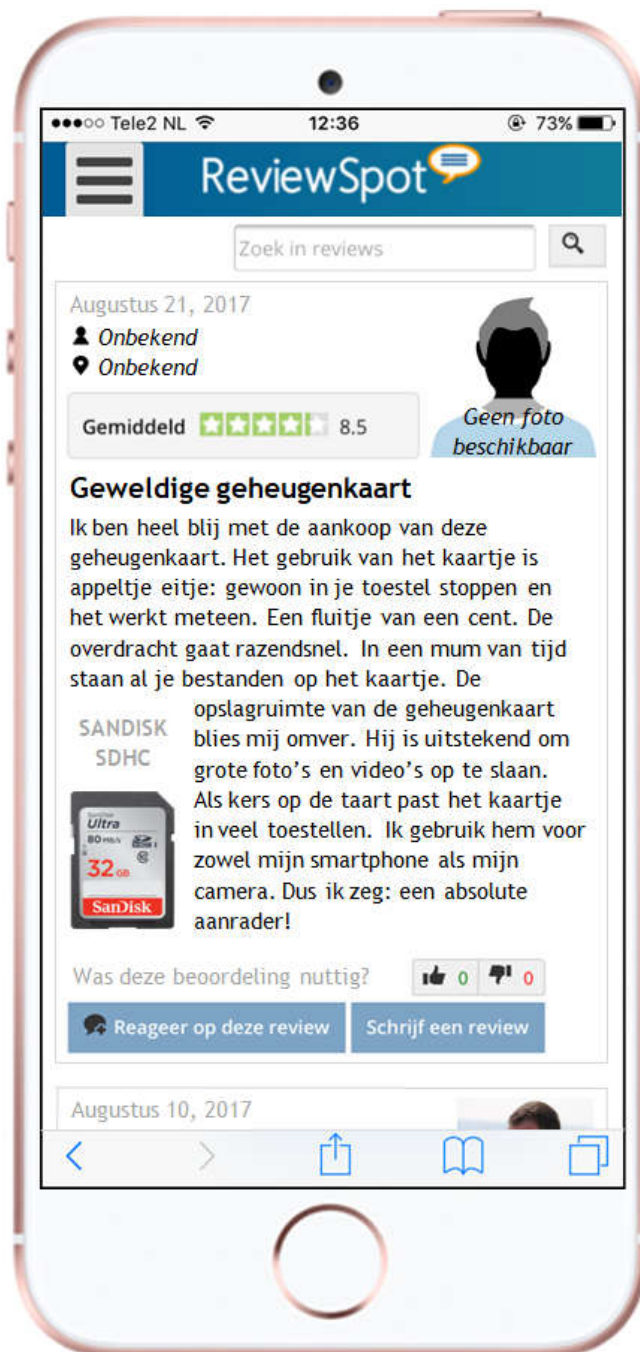 Tele2 NL 12:36 73%
ReviewSpot
Zoek in reviews
Augustus 21, 2017
Onbekend
Onbekend
Gemiddeld 8.5
Geen foto
beschikbaar
Geweldige geheugenkaart
Ik ben heel blij met de aankoop van deze
geheugenkaart. Het gebruik van het kaartje is
appeltje eitje: gewoon in je toestel stoppen en
het werkt meteen. Een fluitje van een cent. De
overdracht gaat razendsnel. In een mum van tijd
staan al je bestanden op het kaartje. De
opslagruimte van de geheugenkaart
blies mij omver. Hij is uitstekend om
grote foto’s en video’s op te slaan.
Als kers op de taart past het kaartje
in veel toestellen. Ik gebruik hem voor
zowel mijn smartphone als mijn
camera. Dus ik zeg: een absolute
aanrader!
SANDISK
SDHC
SanDisk
Ultra
80 MB/s
32 GB
SanDisk
Was deze beoordeling nuttig? 0 0
Reageer op deze review Schrijf een review
Augustus 10, 2017